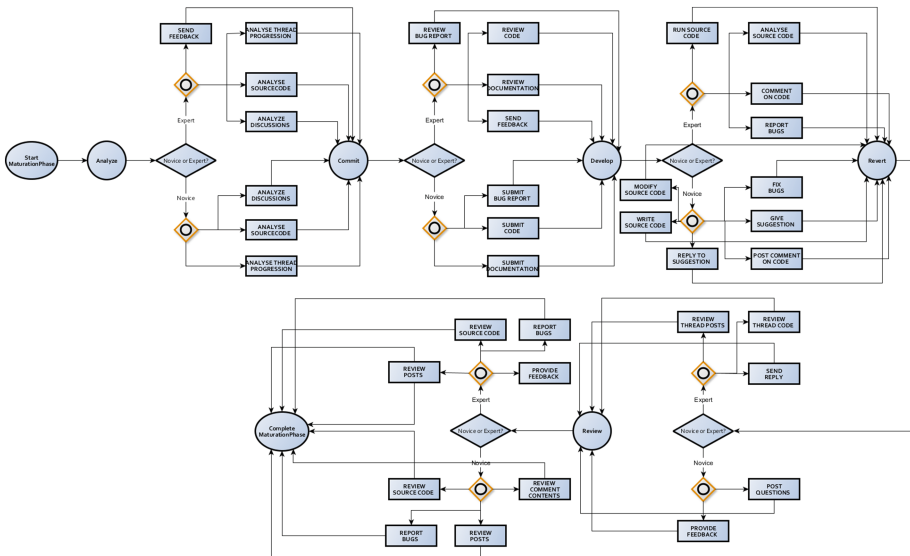 SEND
FEEDBACK
ANALYSE THREAD
PROGRESSION
ANALYSE
SOURCECODE
ANALYZE
DISCUSSIONS
Expert
Start
MaturationPhase
Analyze
Novice or Expert?
Commit
Novice
ANALYZE
DISCUSSIONS
ANALYSE
SOURCECODE
ANALYSE THREAD
PROGRESSION
REVIEW
BUG REPORT
REVIEW
CODE
REVIEW
DOCUMENTATION
SEND
FEEDBACK
Expert
Novice or Expert?
Develop
Novice
SUBMIT
BUG REPORT
SUBMIT
CODE
SUBMIT
DOCUMENTATION
RUN SOURCE
CODE
ANALYSE
SOURCE CODE
COMMENT
ON CODE
REPORT
BUGS
Expert
Novice or Expert?
Revert
MODIFY
SOURCE CODE
Novice
FIX
BUGS
WRITE
SOURCE CODE
GIVE
SUGGESTION
REPLY TO
SUGGESTION
POST COMMENT
ON CODE
REVIEW
SOURCE CODE
REPORT
BUGS
REVIEW
POSTS
PROVIDE
FEEDBACK
Expert
Complete
MaturationPhase
Novice or Expert?
Novice
REVIEW
SOURCE CODE
REVIEW
COMMENT
CONTENTS
REPORT
BUGS
REVIEW
POSTS
REVIEW
THREAD POSTS
REVIEW
THREAD CODE
SEND
REPLY
Expert
Review
Novice or Expert?
Novice
POST
QUESTIONS
PROVIDE
FEEDBACK